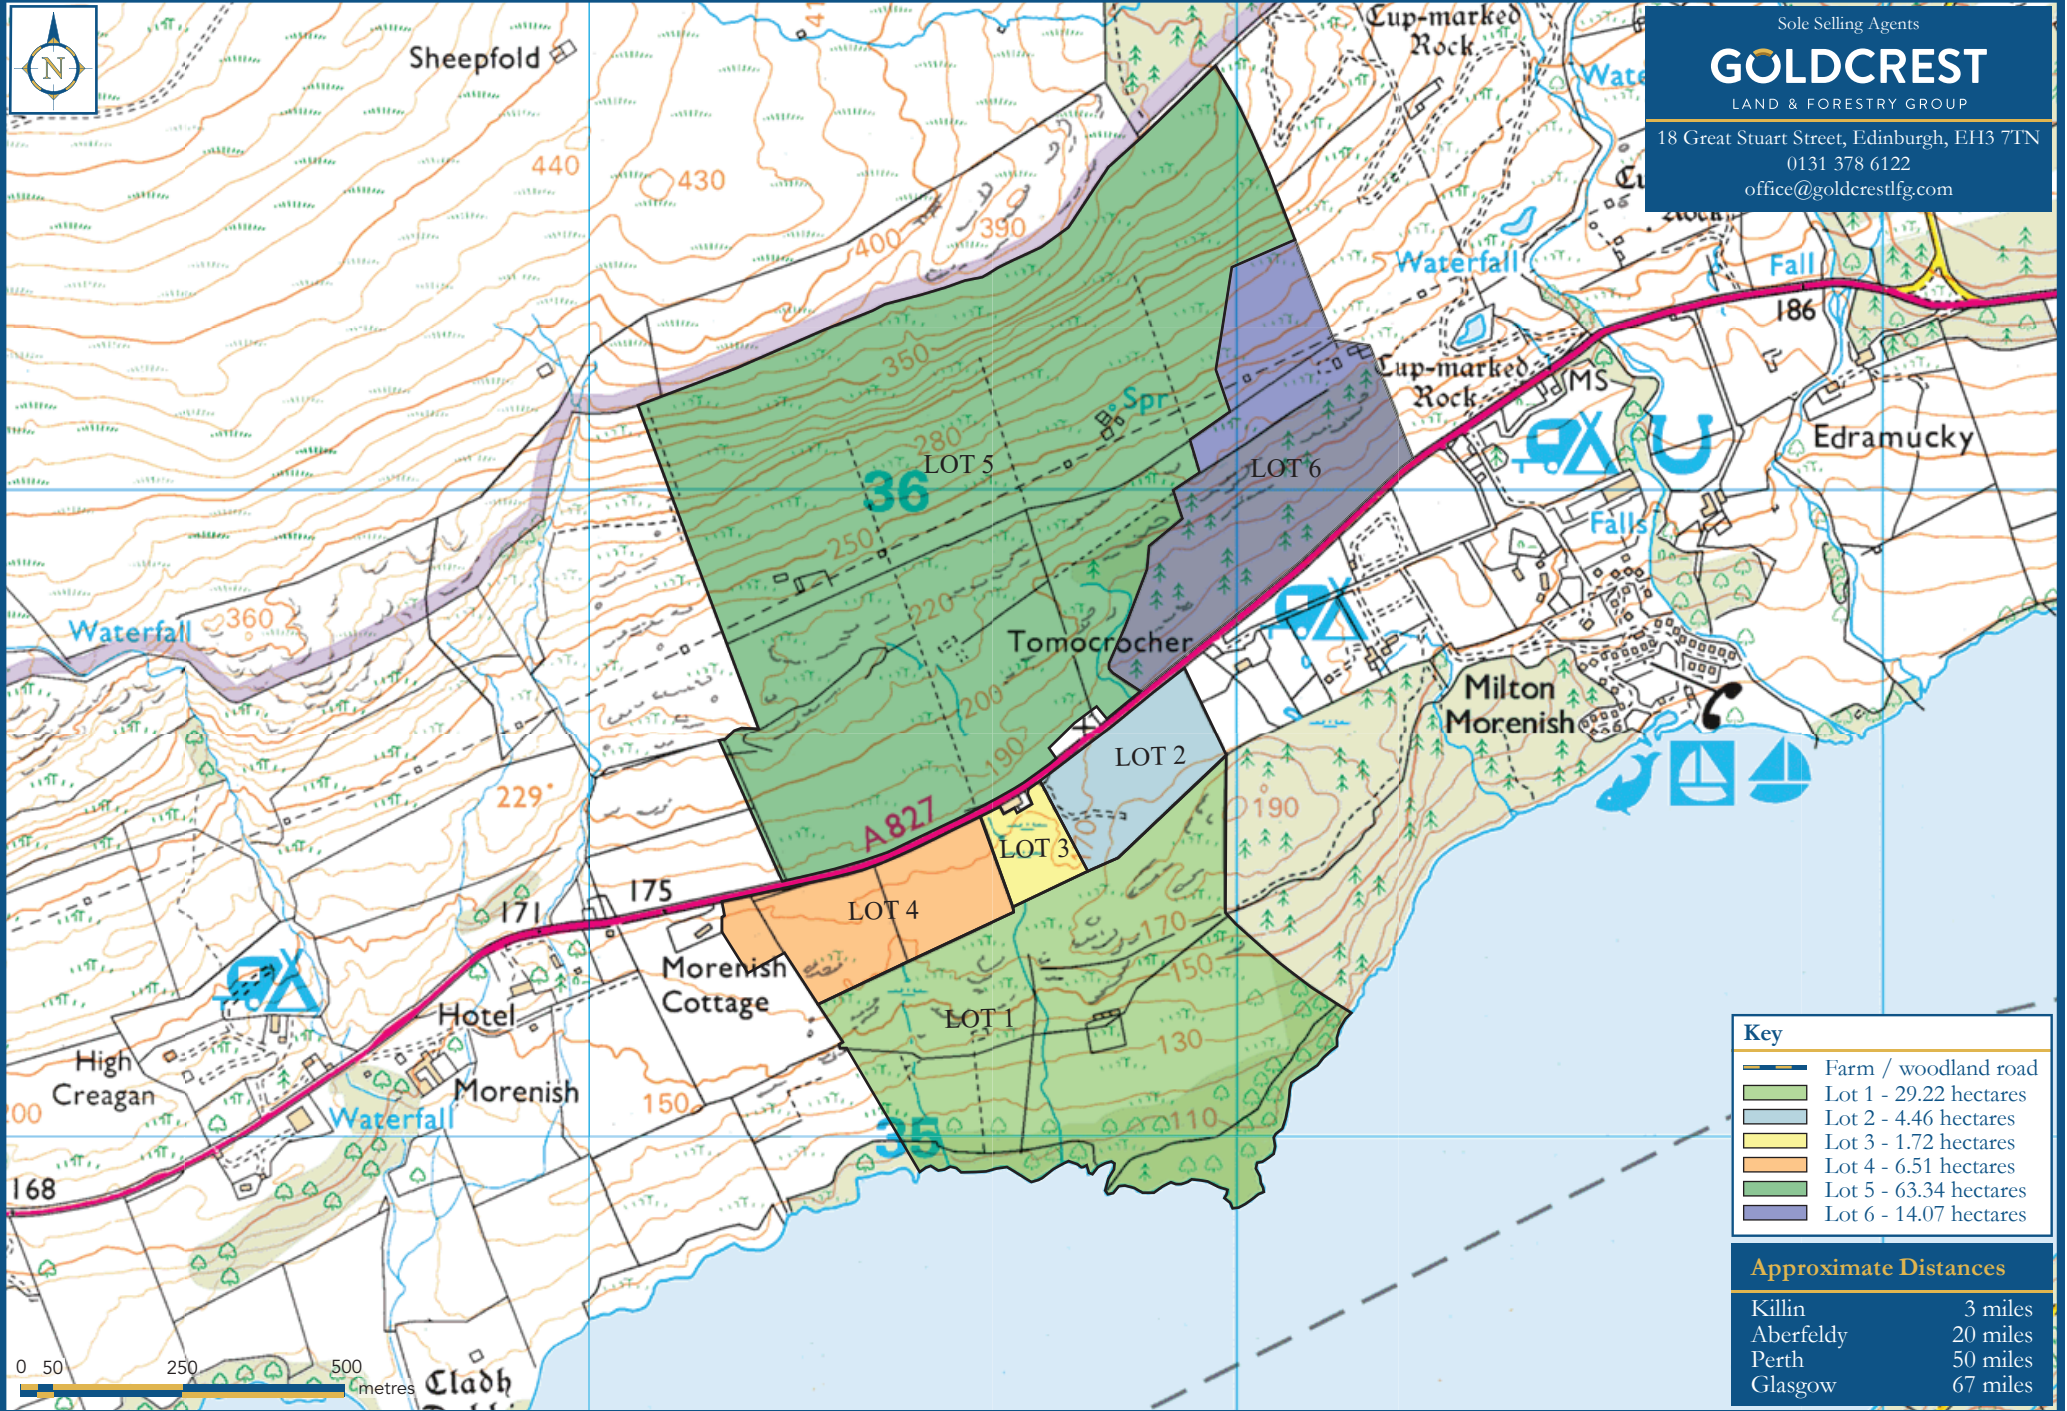 N
Sheepfold
440
430
400
390
41
Cup-marked
Rock
Wate
Sole Selling Agents
GOLDCREST
LAND & FORESTRY GROUP
18 Great Stuart Street, Edinburgh, EH3 7TN
0131 378 6122
office@goldcrestlfg.com
Rock
Waterfall
Fall
186
350
Spr
Cup-marked
Rock
MS
280
LOT 5
36
LOT 6
Edramucky
Falls
250
220
360
Waterfall
Tomocrocher
200
190
Milton
Morenish
229
LOT 2
190
A 827
LOT 3
175
171
LOT 4
170
150
Morenish
Cottage
LOT 1
130
Hotel
High
Creagan
Morenish
Waterfall
150
110
200
35
168
Key
Farm / woodland road
Lot 1 - 29.22 hectares
Lot 2 - 4.46 hectares
Lot 3 - 1.72 hectares
Lot 4 - 6.51 hectares
Lot 5 - 63.34 hectares
Lot 6 - 14.07 hectares
Approximate Distances
Killin 3 miles
Aberfeldy 20 miles
Perth 50 miles
Glasgow 67 miles
0 50 250 500
metres
Cladh